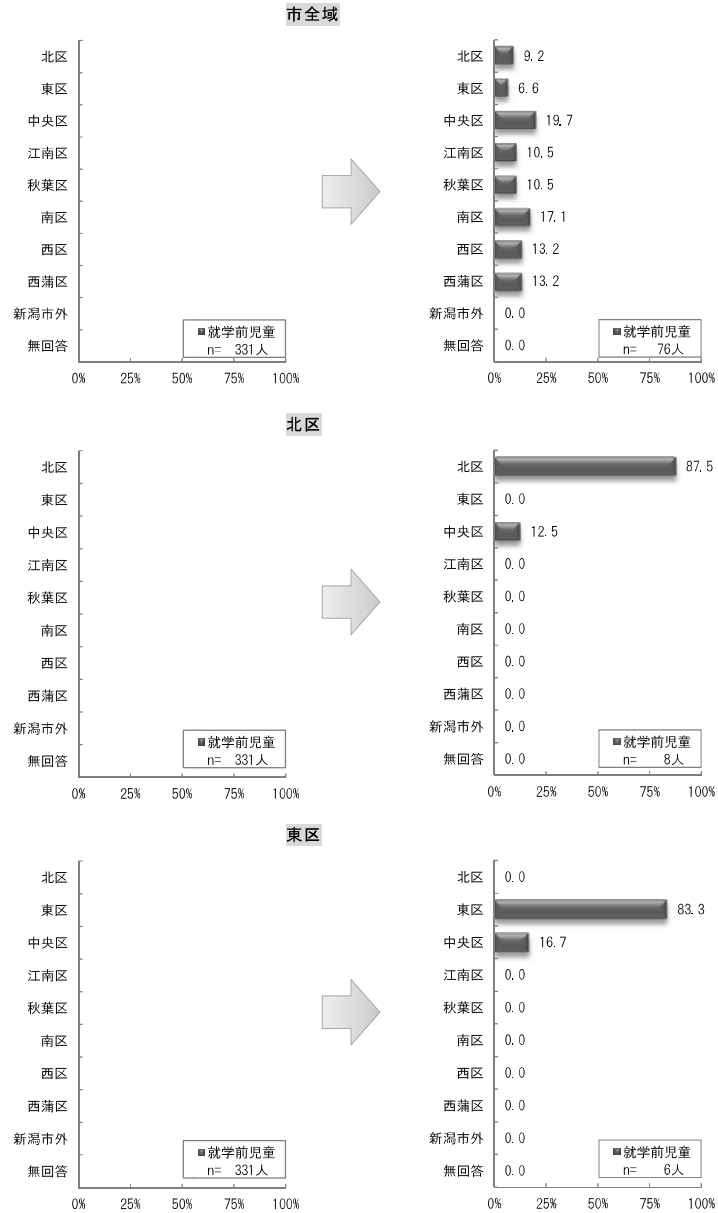 市全域
北区
東区
中央区
江南区
秋葉区
南区
西区
西蒲区
新潟市外
無回答
就学前児童
n= 331人
0% 25% 50% 75% 100%
北区 9.2
東区 6.6
中央区 19.7
江南区 10.5
秋葉区 10.5
南区 17.1
西区 13.2
西蒲区 13.2
新潟市外 0.0
無回答 0.0
就学前児童
n= 76人
0% 25% 50% 75% 100%
北区
北区
東区
中央区
江南区
秋葉区
南区
西区
西蒲区
新潟市外
無回答
就学前児童
n= 331人
0% 25% 50% 75% 100%
北区 87.5
東区 0.0
中央区 12.5
江南区 0.0
秋葉区 0.0
南区 0.0
西区 0.0
西蒲区 0.0
新潟市外 0.0
無回答 0.0
就学前児童
n= 8人
0% 25% 50% 75% 100%
東区
北区
東区
中央区
江南区
秋葉区
南区
西区
西蒲区
新潟市外
無回答
就学前児童
n= 331人
0% 25% 50% 75% 100%
北区 0.0
東区 83.3
中央区 16.7
江南区 0.0
秋葉区 0.0
南区 0.0
西区 0.0
西蒲区 0.0
新潟市外 0.0
無回答 0.0
就学前児童
n= 6人
0% 25% 50% 75% 100%